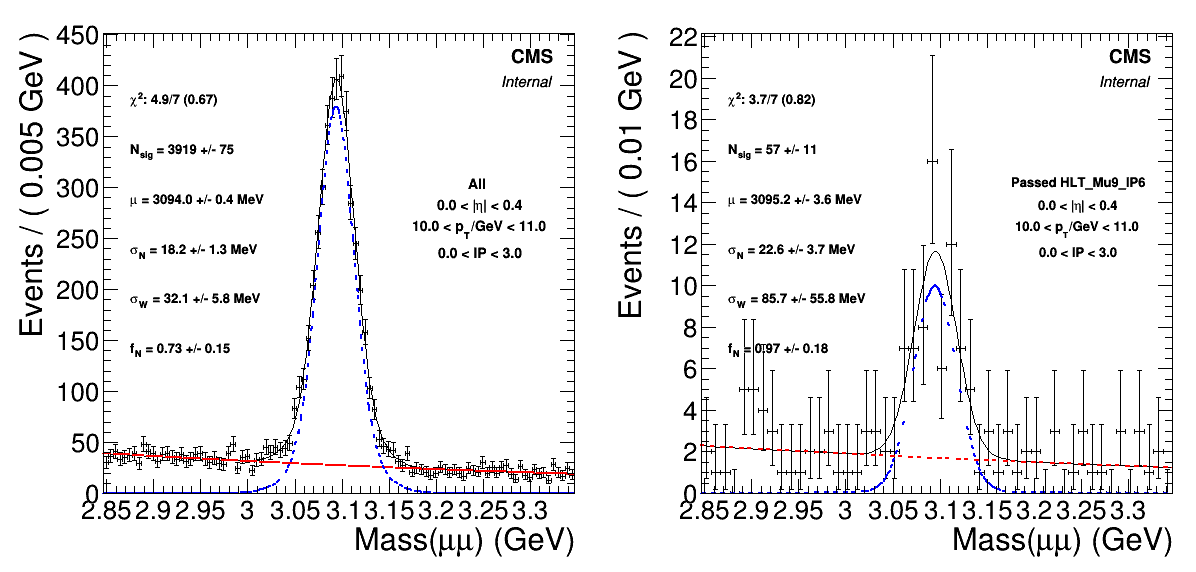 450
400
350
300
250
200
150
100
50
0
Events / ( 0.005 GeV )
CMS
Internal
χ²: 4.9/7 (0.67)
N_sig = 3919 +/- 75
μ = 3094.0 +/- 0.4 MeV
σ_N = 18.2 +/- 1.3 MeV
σ_W = 32.1 +/- 5.8 MeV
f_N = 0.73 +/- 0.15
All
0.0 < |η| < 0.4
10.0 < p_T/GeV < 11.0
0.0 < IP < 3.0
2.85 2.9 2.95 3 3.05 3.1 3.15 3.2 3.25 3.3
Mass(μμ) (GeV)
22
20
18
16
14
12
10
8
6
4
2
0
Events / ( 0.01 GeV )
CMS
Internal
χ²: 3.7/7 (0.82)
N_sig = 57 +/- 11
μ = 3095.2 +/- 3.6 MeV
σ_N = 22.6 +/- 3.7 MeV
σ_W = 85.7 +/- 55.8 MeV
f_N = 0.97 +/- 0.18
Passed HLT_Mu9_IP6
0.0 < |η| < 0.4
10.0 < p_T/GeV < 11.0
0.0 < IP < 3.0
2.85 2.9 2.95 3 3.05 3.1 3.15 3.2 3.25 3.3
Mass(μμ) (GeV)